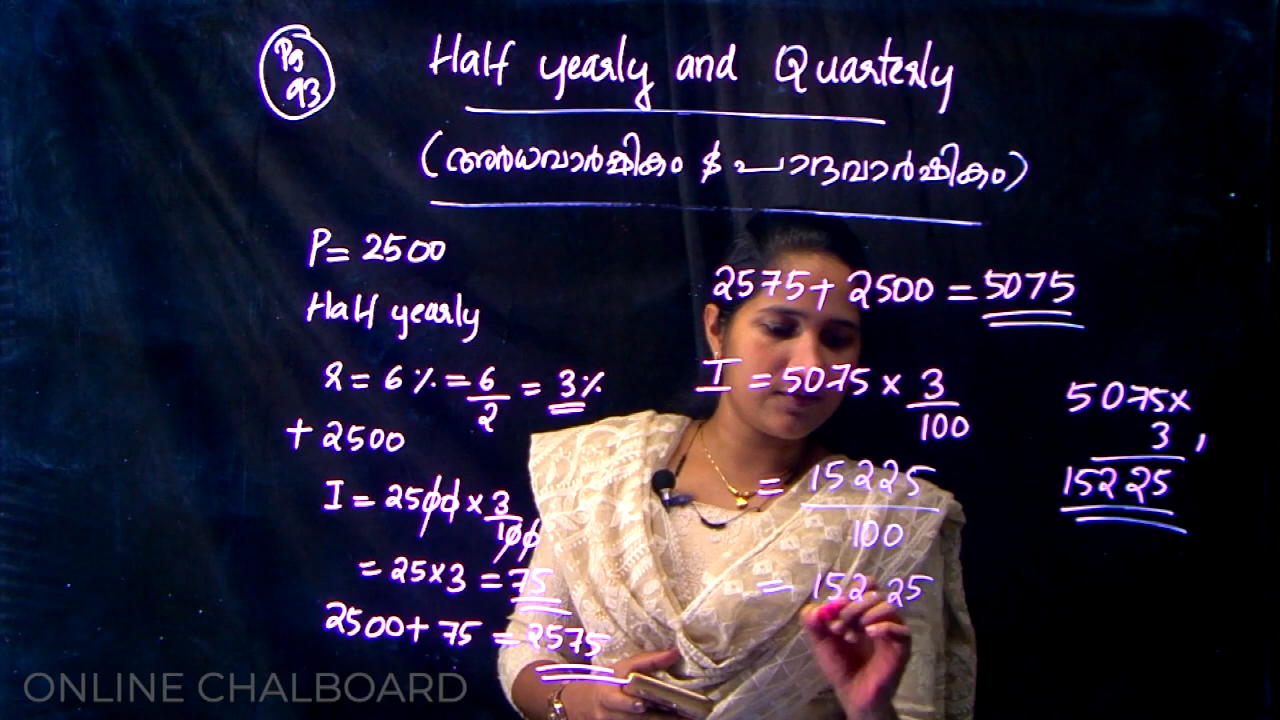 Pg 93
Half yearly and Quarterly
(അർധവാർഷികം & പാദവാർഷികം)
P = 2500
Half yearly
r = 6 % = 6/2 = 3%
+ 2500
I = 2500 × 3/100
= 25×3 = 75
2500+ 75 = 2575
2575 + 2500 = 5075
I = 5075 × 3/100
= 15225/100
= 152.25
5075×
3,
15225
ONLINE CHALBOARD